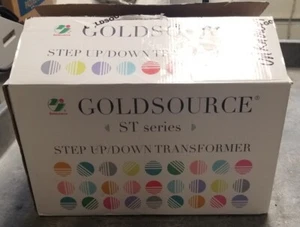 GOLDSOURCE
STEP UP/DOWN TRANSFORMER
GOLDSOURCE®
ST series
STEP UP/DOWN TRANSFORMER